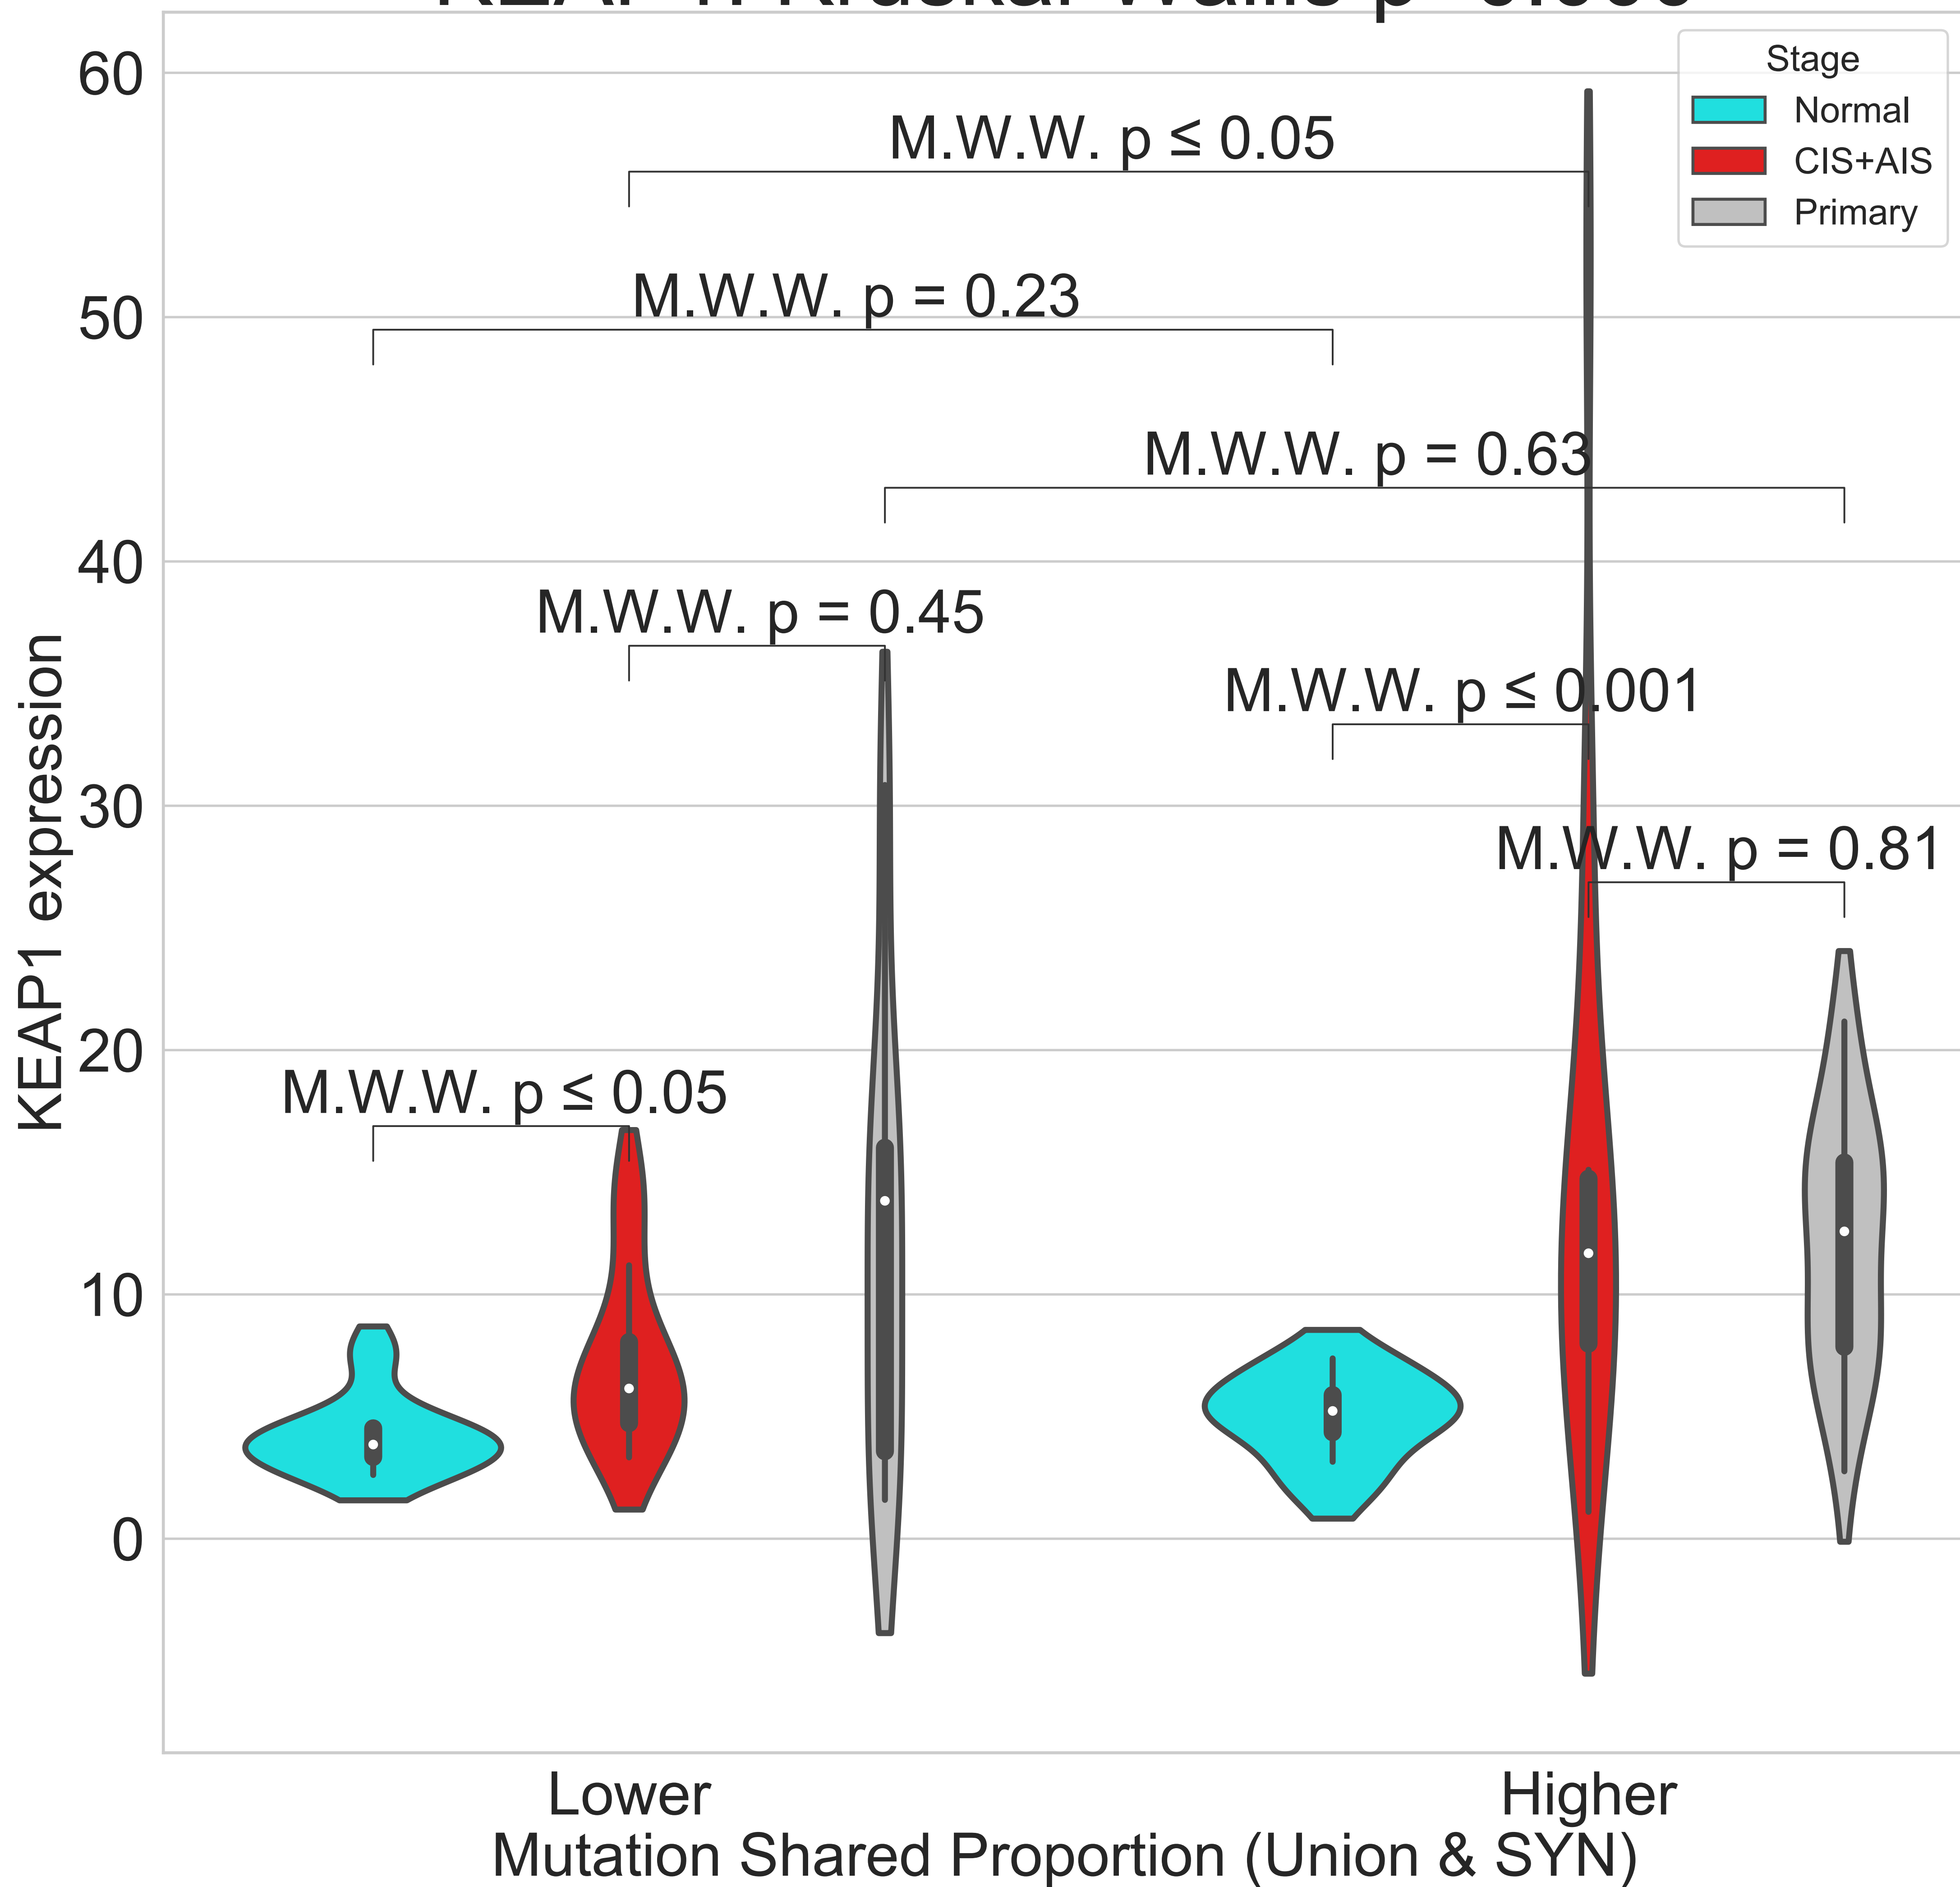 60
50
40
30
20
10
0
KEAP1 expression
Stage
Normal
CIS+AIS
Primary
M.W.W. p ≤ 0.05
M.W.W. p = 0.23
M.W.W. p = 0.63
M.W.W. p = 0.45
M.W.W. p ≤ 0.001
M.W.W. p = 0.81
M.W.W. p ≤ 0.05
Lower
Higher
Mutation Shared Proportion (Union & SYN)